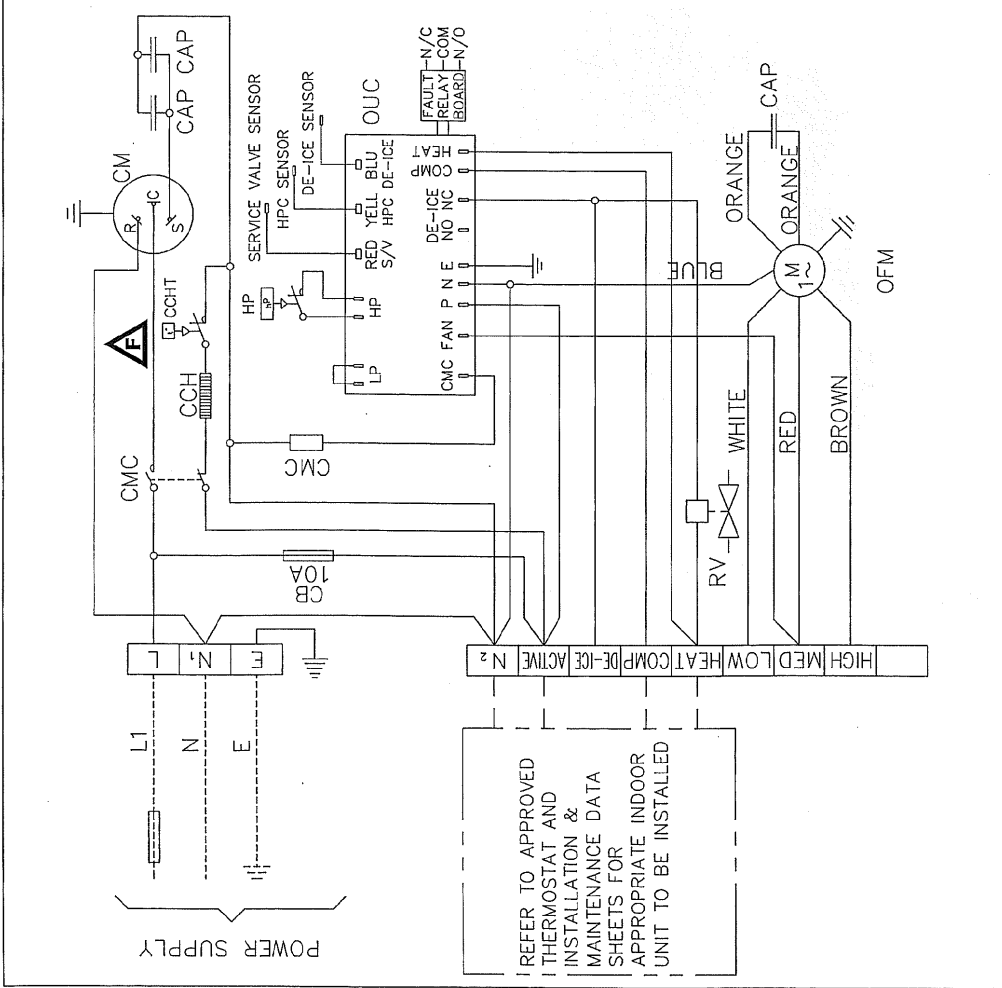 POWER SUPPLY
L1
N
E
L
N1
E
CB
10A
CMC
CMC
CCH
CCHT
t°
F
CM
R
C
S
CAP
CAP
SERVICE VALVE SENSOR
HPC SENSOR
DE-ICE SENSOR
OUC
HP
hP
LP
HP
RED
S/V
YELL
HPC
BLU
DE-ICE
FAULT
RELAY
BOARD
N/C
COM
N/O
CMC
FAN
P
N
E
DE-ICE
NO
NC
COMP
HEAT
N2
ACTIVE
DE-ICE
COMP
HEAT
LOW
MED
HIGH
RV
WHITE
RED
BROWN
BLUE
ORANGE
ORANGE
CAP
M
1~
OFM
REFER TO APPROVED
THERMOSTAT AND
INSTALLATION &
MAINTENANCE DATA
SHEETS FOR
APPROPRIATE INDOOR
UNIT TO BE INSTALLED